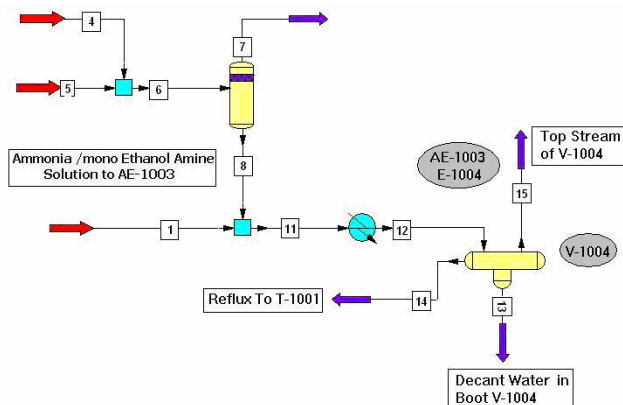 4
7
5
6
Ammonia /mono Ethanol Amine
Solution to AE-1003
8
AE-1003
E-1004
Top Stream
of V-1004
15
1
11
12
V-1004
Reflux To T-1001
14
13
Decant Water in
Boot V-1004